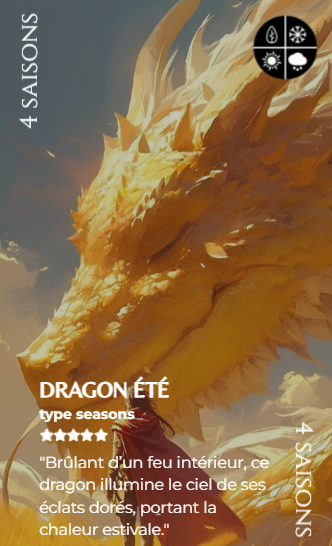 4 SAISONS
DRAGON ÉTÉ
type seasons
"Brûlant d'un feu intérieur, ce
dragon illumine le ciel de ses
éclats dorés, portant la
chaleur estivale."
4 SAISONS